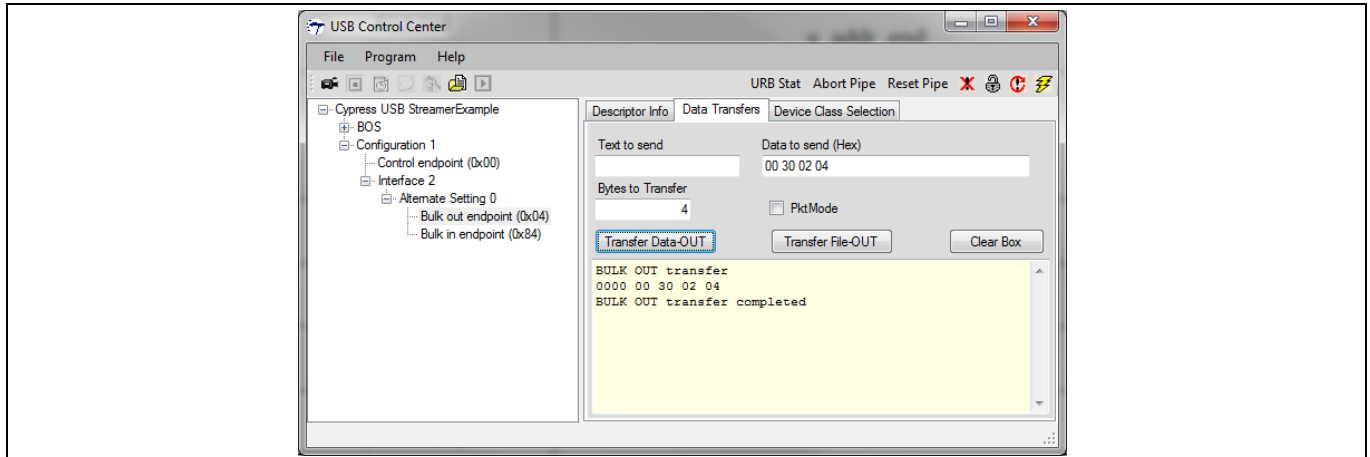 USB Control Center
File Program Help
URB Stat Abort Pipe Reset Pipe
Cypress USB StreamerExample
BOS
Configuration 1
Control endpoint (0x00)
Interface 2
Alternate Setting 0
Bulk out endpoint (0x04)
Bulk in endpoint (0x84)
Descriptor Info Data Transfers Device Class Selection
Text to send Data to send (Hex)
00 30 02 04
Bytes to Transfer
4 PktMode
Transfer Data-OUT Transfer File-OUT Clear Box
BULK OUT transfer
0000 00 30 02 04
BULK OUT transfer completed